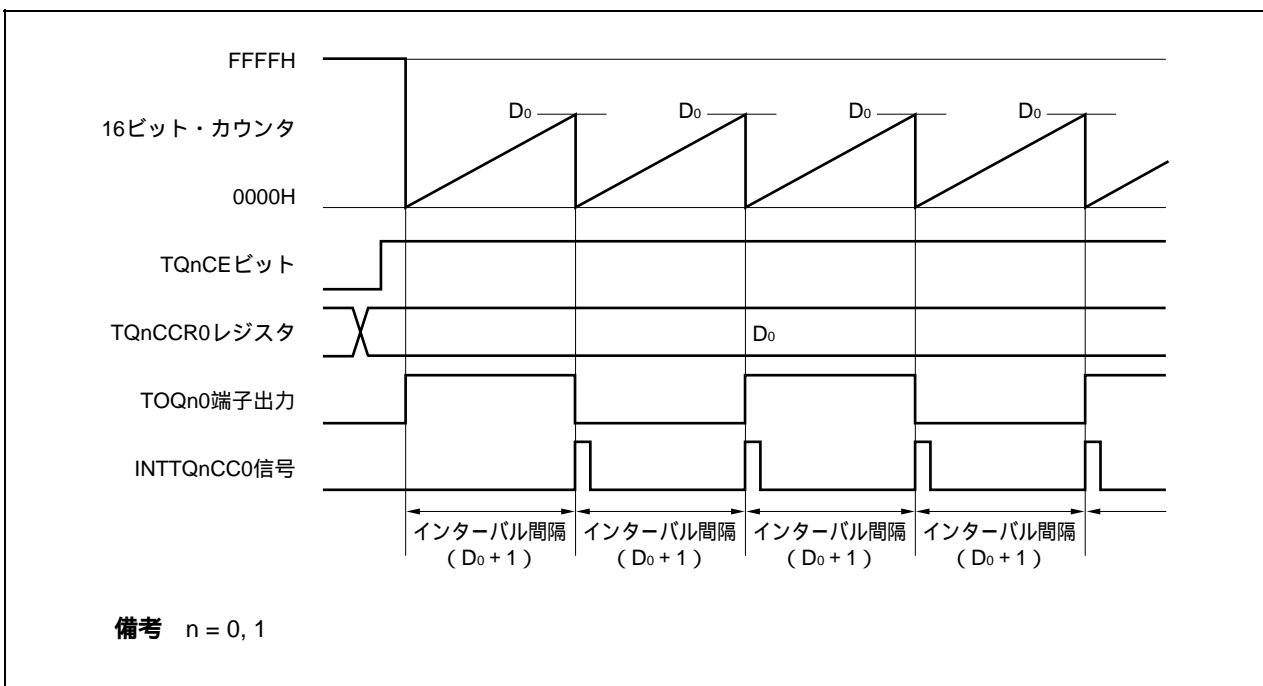 FFFFH
D0 D0 D0 D0
16ビット・カウンタ
0000H
TQnCEビット
TQnCCR0レジスタ D0
TOQn0端子出力
INTTQnCC0信号
インターバル間隔 インターバル間隔 インターバル間隔 インターバル間隔
（D0 + 1） （D0 + 1） （D0 + 1） （D0 + 1）
備考 n = 0, 1